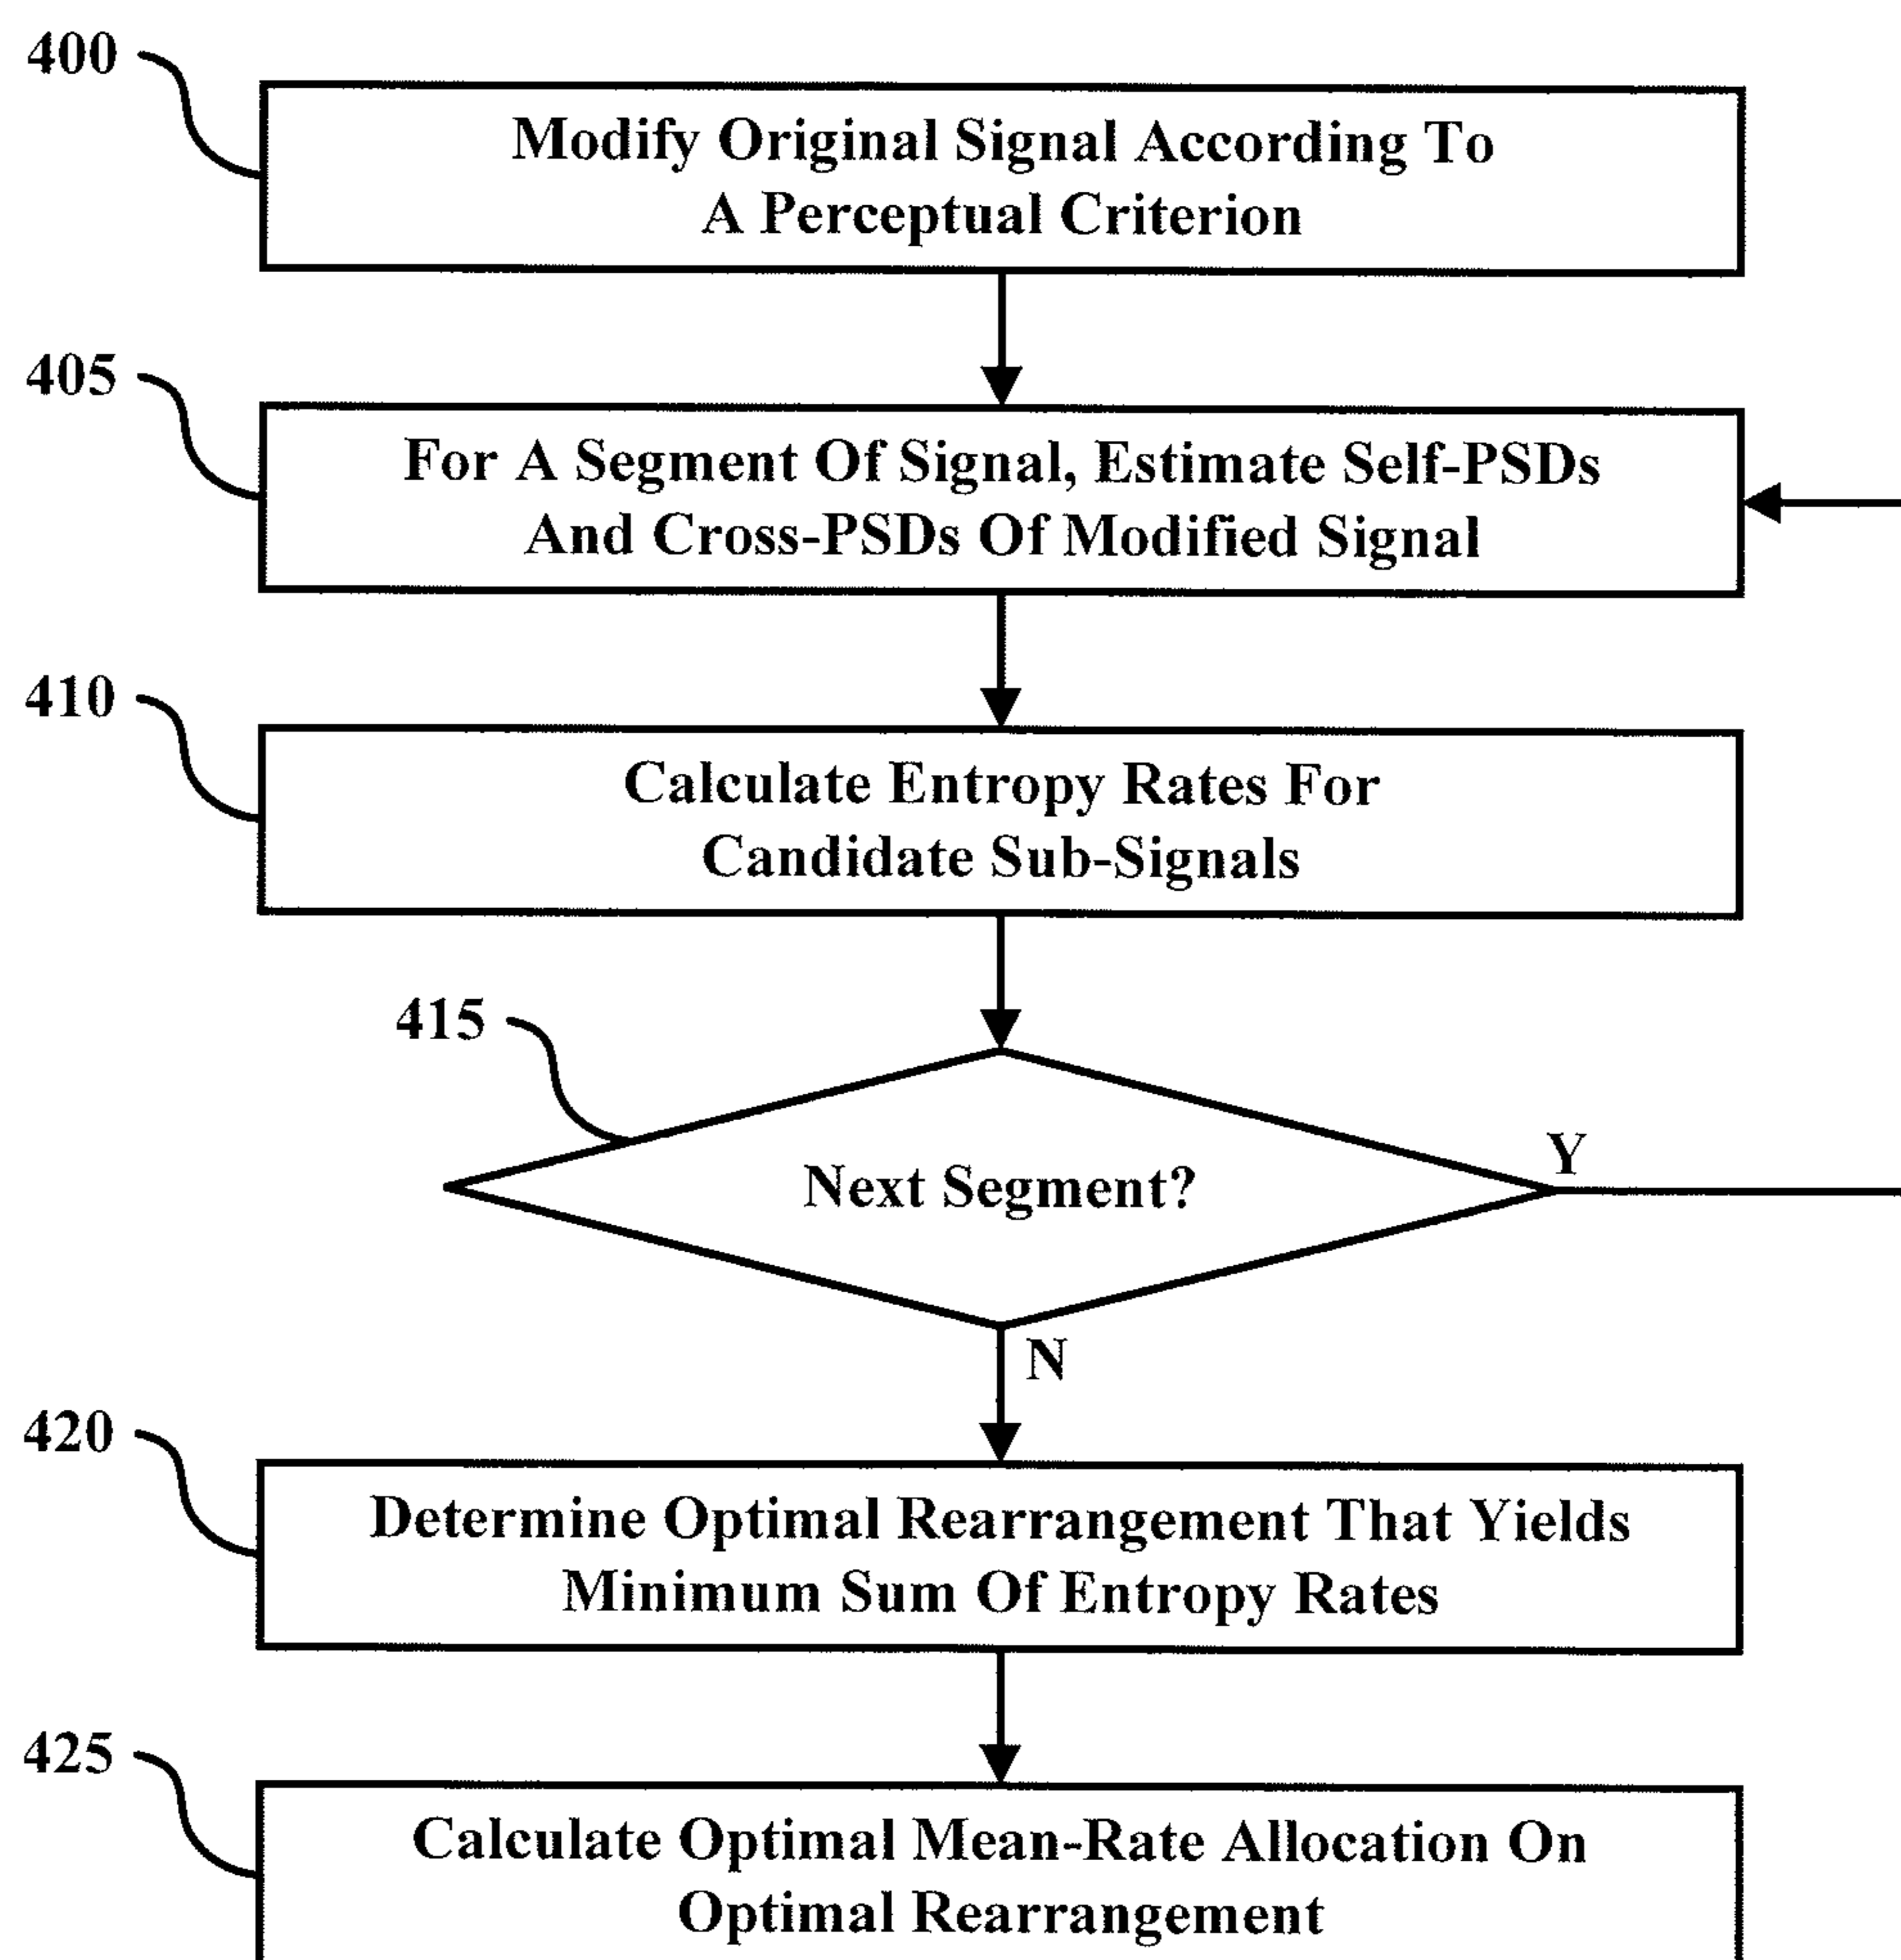 400
Modify Original Signal According To
A Perceptual Criterion
405
For A Segment Of Signal, Estimate Self-PSDs
And Cross-PSDs Of Modified Signal
410
Calculate Entropy Rates For
Candidate Sub-Signals
415
Next Segment?
Y
N
420
Determine Optimal Rearrangement That Yields
Minimum Sum Of Entropy Rates
425
Calculate Optimal Mean-Rate Allocation On
Optimal Rearrangement